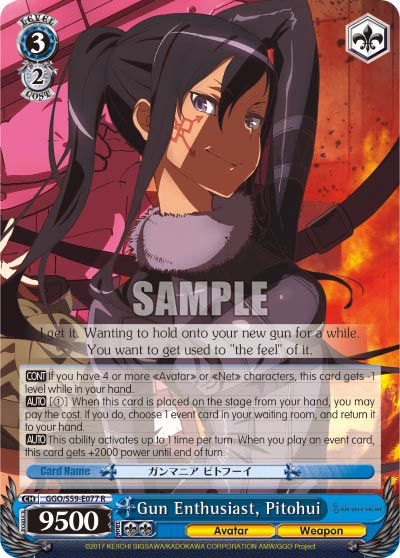 LEVEL
3
2
COST
SAMPLE
I get it. Wanting to hold onto your new gun for a while.
You want to get used to "the feel" of it.
CONT If you have 4 or more «Avatar» or «Net» characters, this card gets -1
level while in your hand.
AUTO [①] When this card is placed on the stage from your hand, you may
pay the cost. If you do, choose 1 event card in your waiting room, and return it
to your hand.
AUTO This ability activates up to 1 time per turn. When you play an event card,
this card gets +2000 power until end of turn.
Card Name
ガンマニア ピトフーイ
CH
GGO/S59-E077 R
POWER
9500
SOUL
Gun Enthusiast, Pitohui
Avatar
Weapon
©2017 KEIICHI SIGSAWA/KADOKAWA CORPORATION AMW/GGO Project